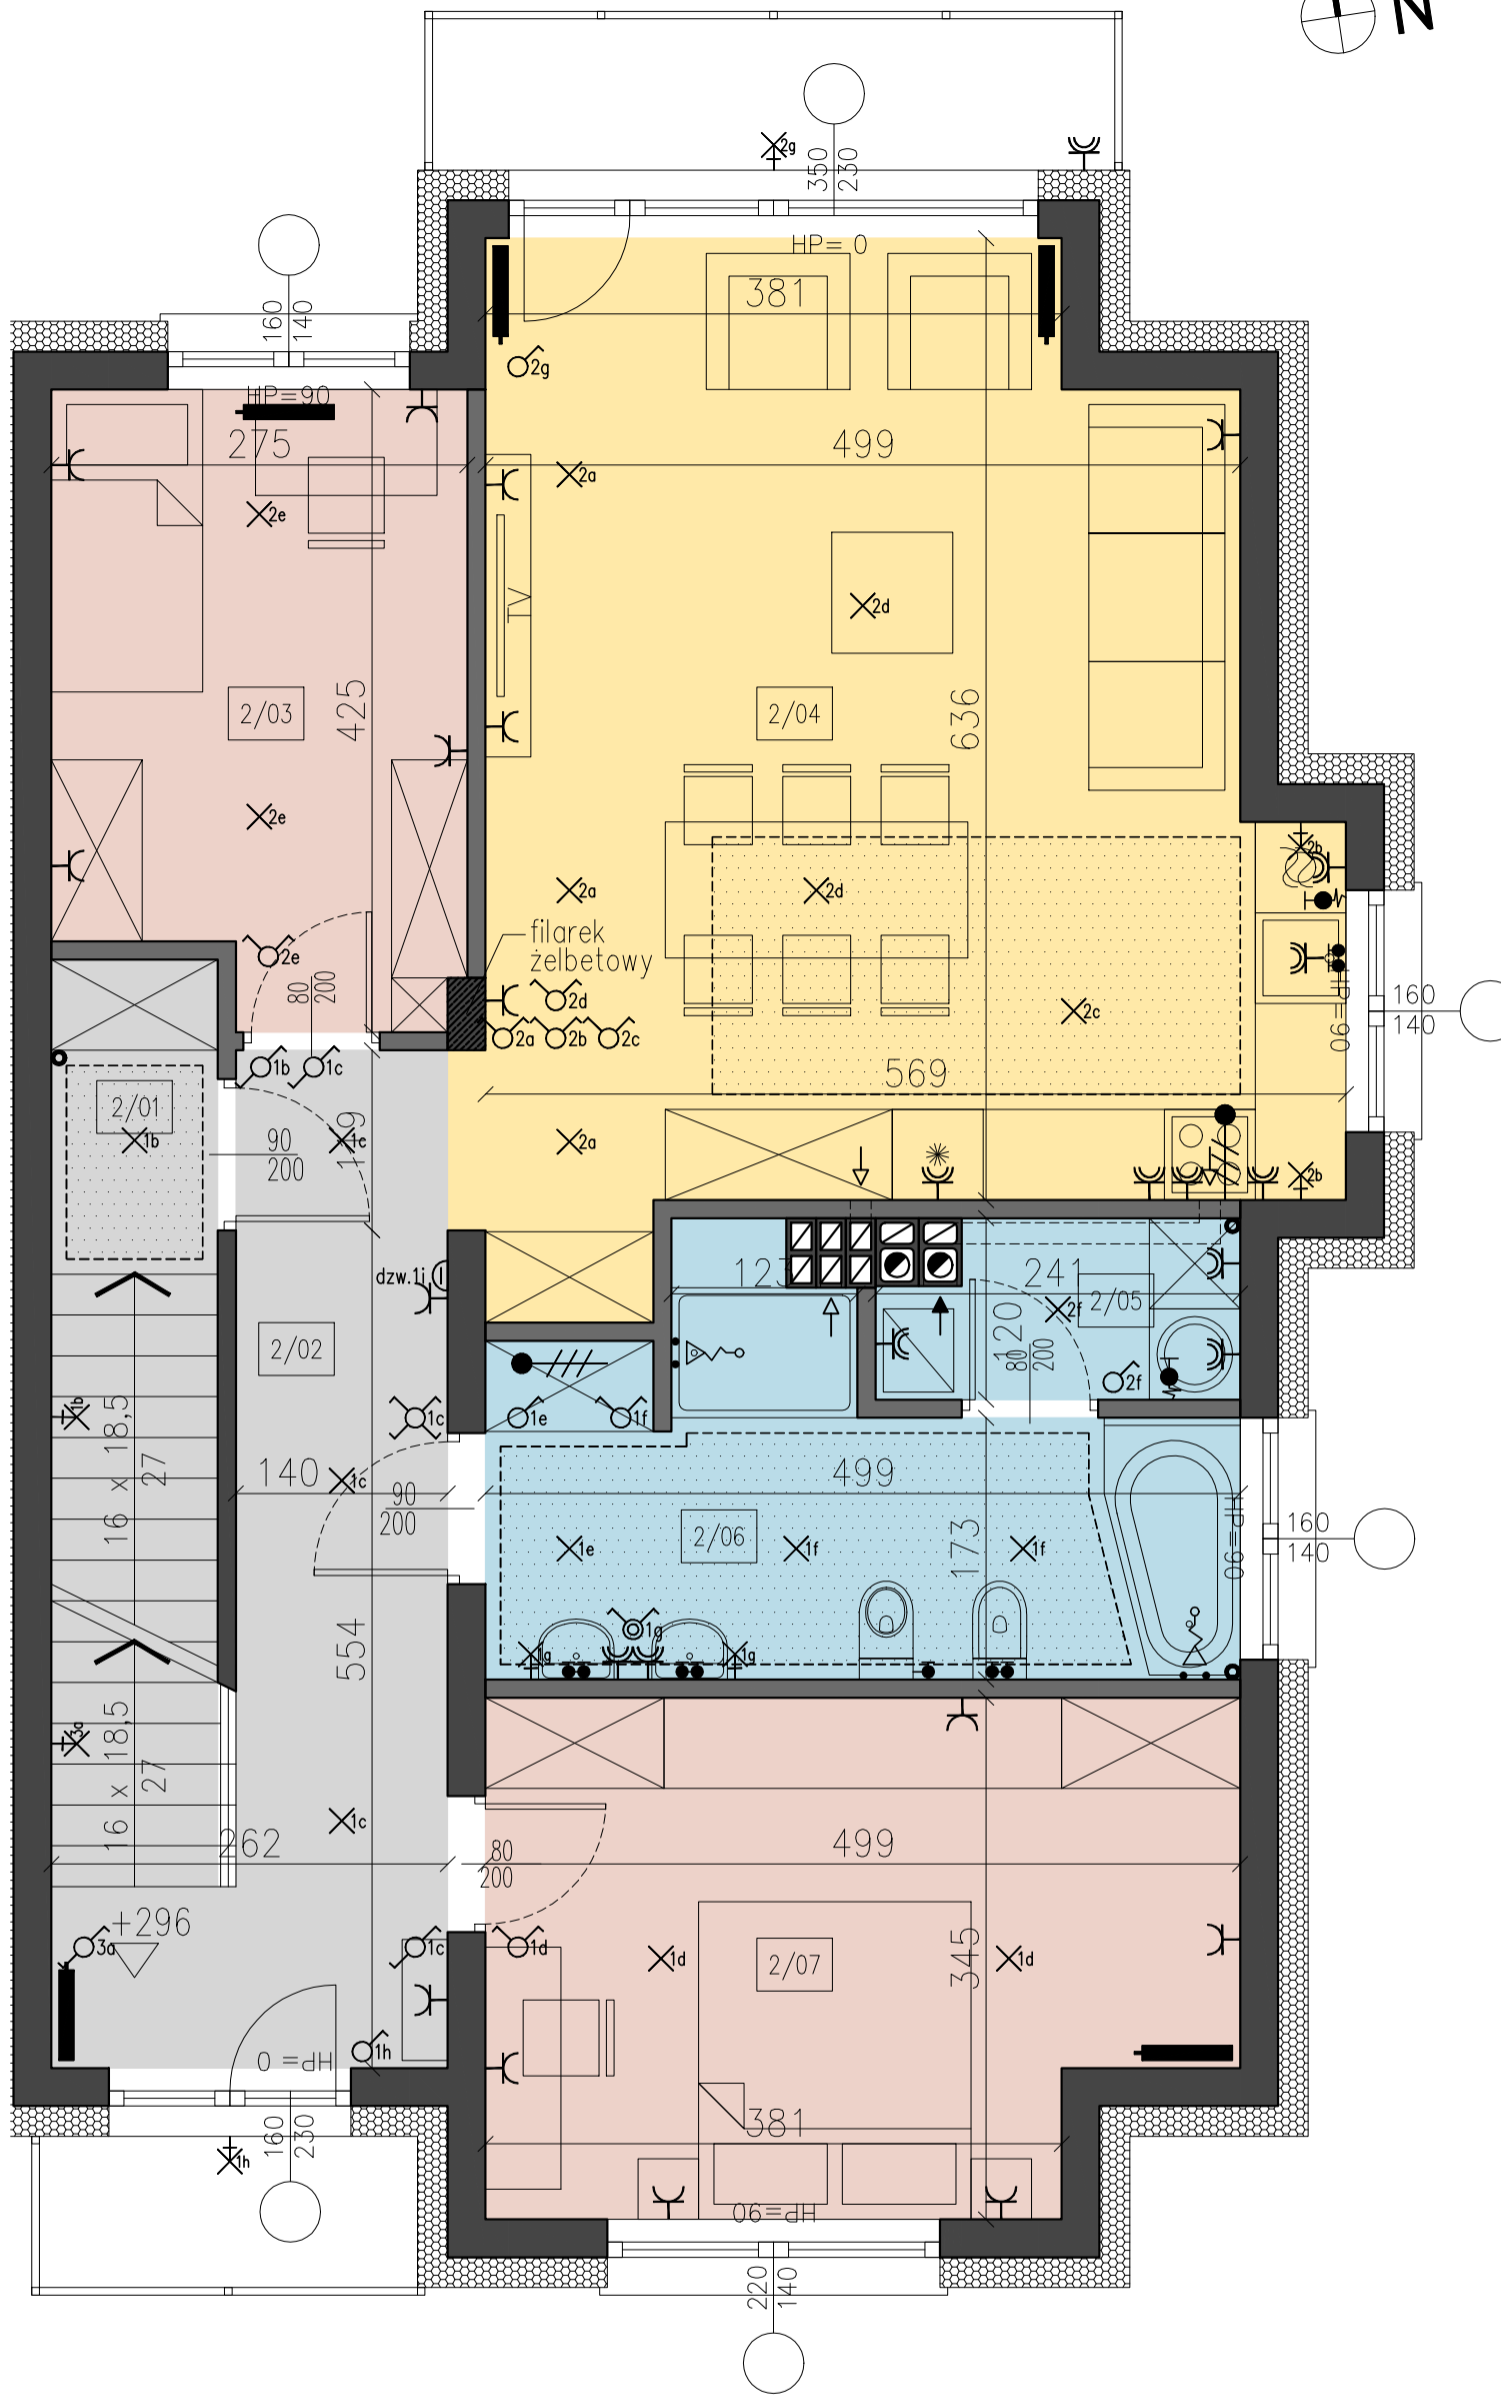 N
2g
350
230
160
140
HP= 0
381
2g
HP=90
275
499
2a
2e
TV
2d
2/03
425
2/04
636
2e
2b
2a
2d
filarek
żelbetowy
2e
80
200
2d
2a
2b
2c
2c
HP=90
160
140
1b
1c
569
2/01
1b
90
200
1c
2a
2b
dzw.1j
123
241
2f
2/05
120
80
200
2/02
2f
1e
1f
1b
16 x 18,5
27
1c
140
1c
90
200
499
2/06
1e
1f
1f
173
HP=90
160
140
554
1g
1g
1g
3a
16 x 18,5
27
1c
262
80
200
499
+296
3a
1c
1d
1d
2/07
1d
345
1h
HP= 0
160
230
1h
381
HP=90
220
140